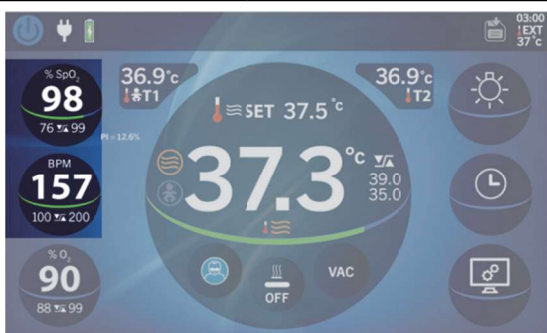 03:00
EXT
37°c
% SpO₂
98
76 99
PI = 12.6%
BPM
157
100 200
% O₂
90
88 99
36.9°c
T1
36.9°c
T2
SET 37.5°c
37.3°c
39.0
35.0
OFF
VAC